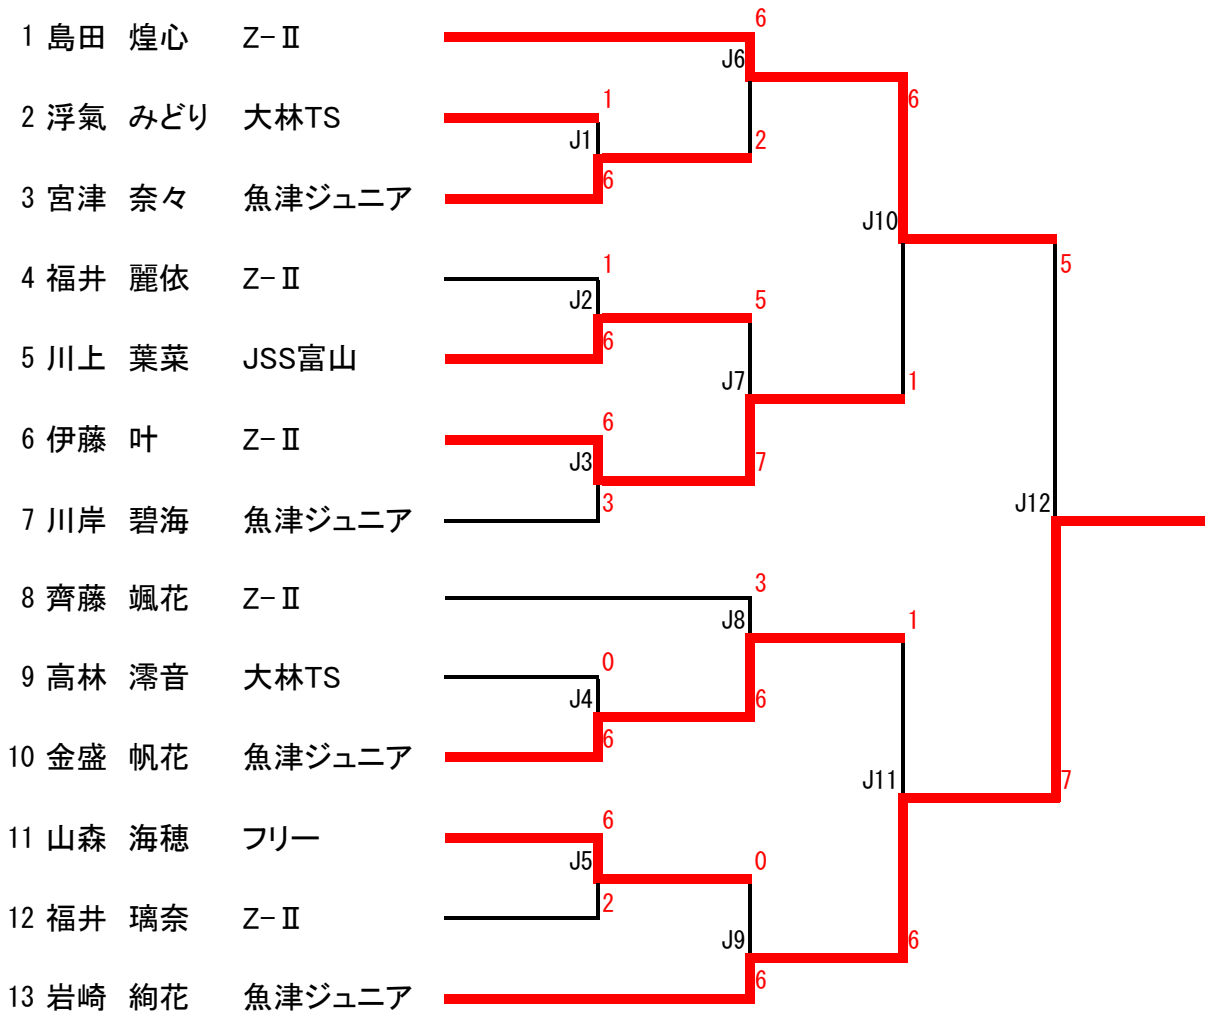 6
1 島田 煌心 Z-Ⅱ
J6
1
6
2 浮氣 みどり 大林TS
J1
2
6
3 宮津 奈々 魚津ジュニア
J10
1
5
4 福井 麗依 Z-Ⅱ
J2
5
6
5 川上 葉菜 JSS富山
J7
1
6
6 伊藤 叶 Z-Ⅱ
J3
7
3
7 川岸 碧海 魚津ジュニア
J12
3
8 齊藤 颯花 Z-Ⅱ
J8
1
0
9 高林 澪音 大林TS
J4
6
6
10 金盛 帆花 魚津ジュニア
J11
7
6
11 山森 海穂 フリー
J5
0
2
12 福井 璃奈 Z-Ⅱ
J9
6
6
13 岩崎 絢花 魚津ジュニア